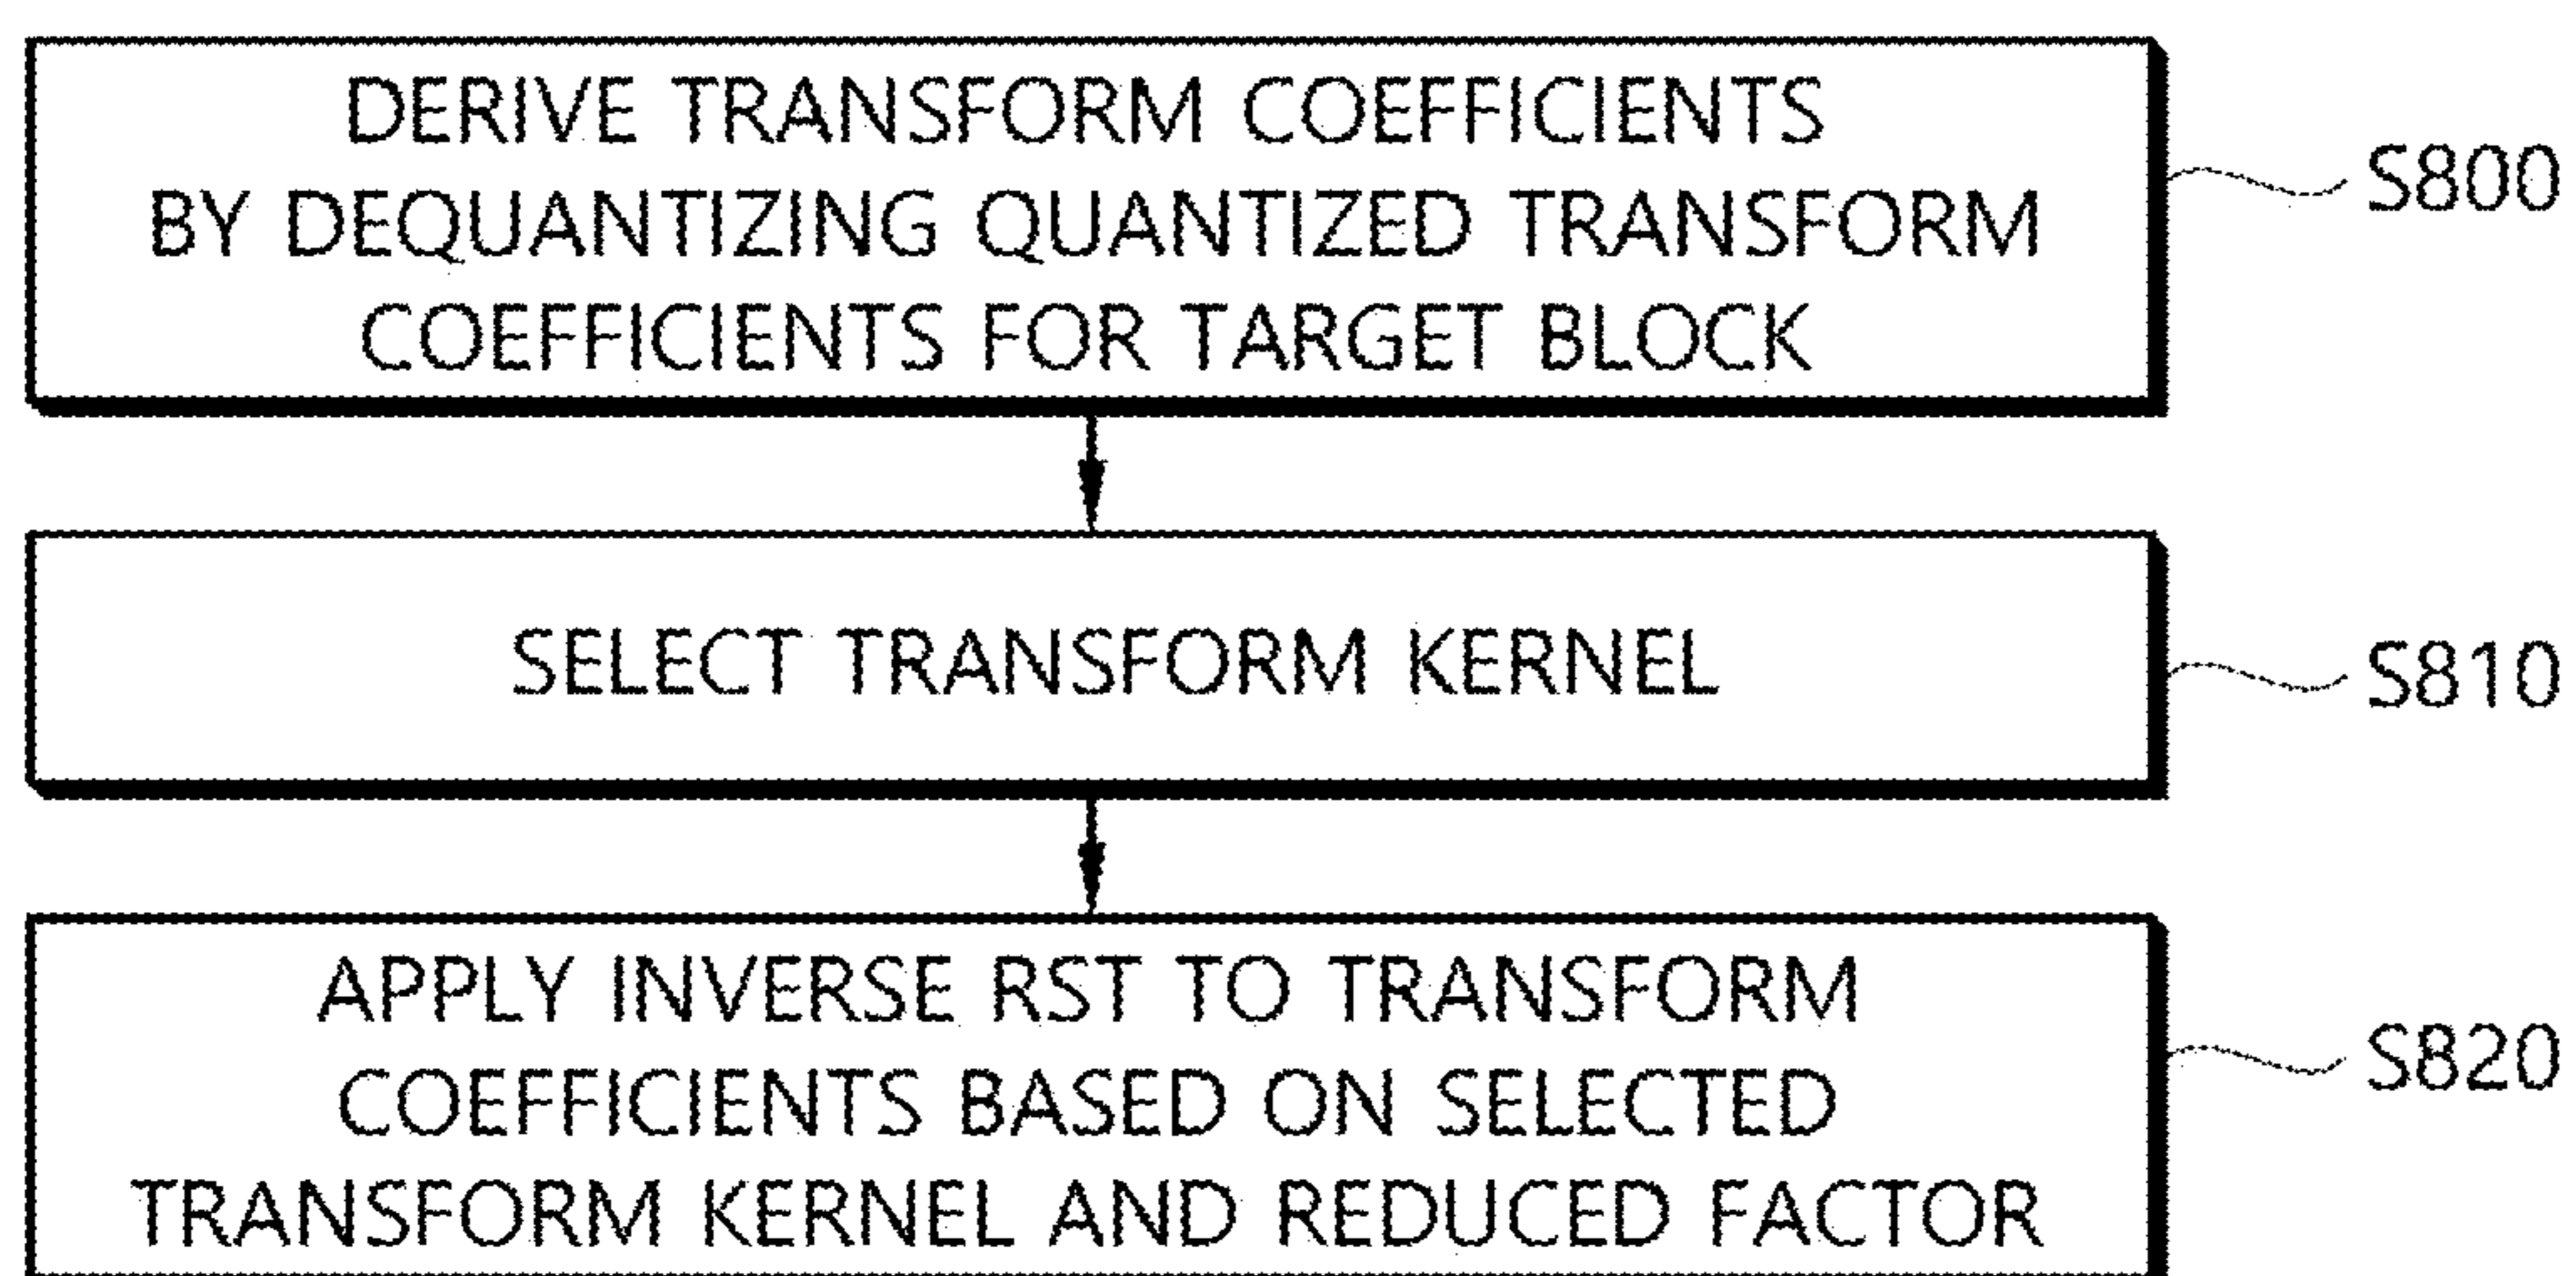 DERIVE TRANSFORM COEFFICIENTS
BY DEQUANTIZING QUANTIZED TRANSFORM
COEFFICIENTS FOR TARGET BLOCK
S800
SELECT TRANSFORM KERNEL
S810
APPLY INVERSE RST TO TRANSFORM
COEFFICIENTS BASED ON SELECTED
TRANSFORM KERNEL AND REDUCED FACTOR
S820